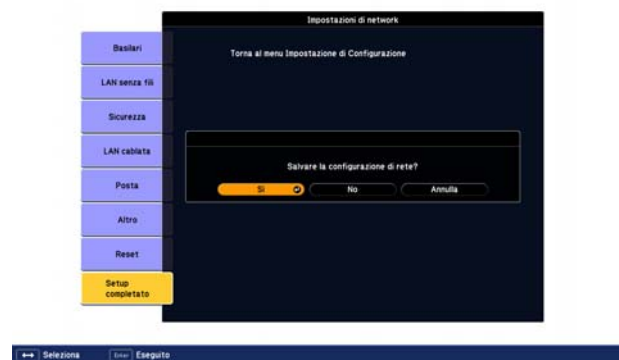 Impostazioni di network
Basilari
Torna al menu Impostazione di Configurazione
LAN senza fili
Sicurezza
LAN cablata
Salvare la configurazione di rete?
Posta
Sì No Annulla
Altro
Reset
Setup
completato
Seleziona Enter Eseguito